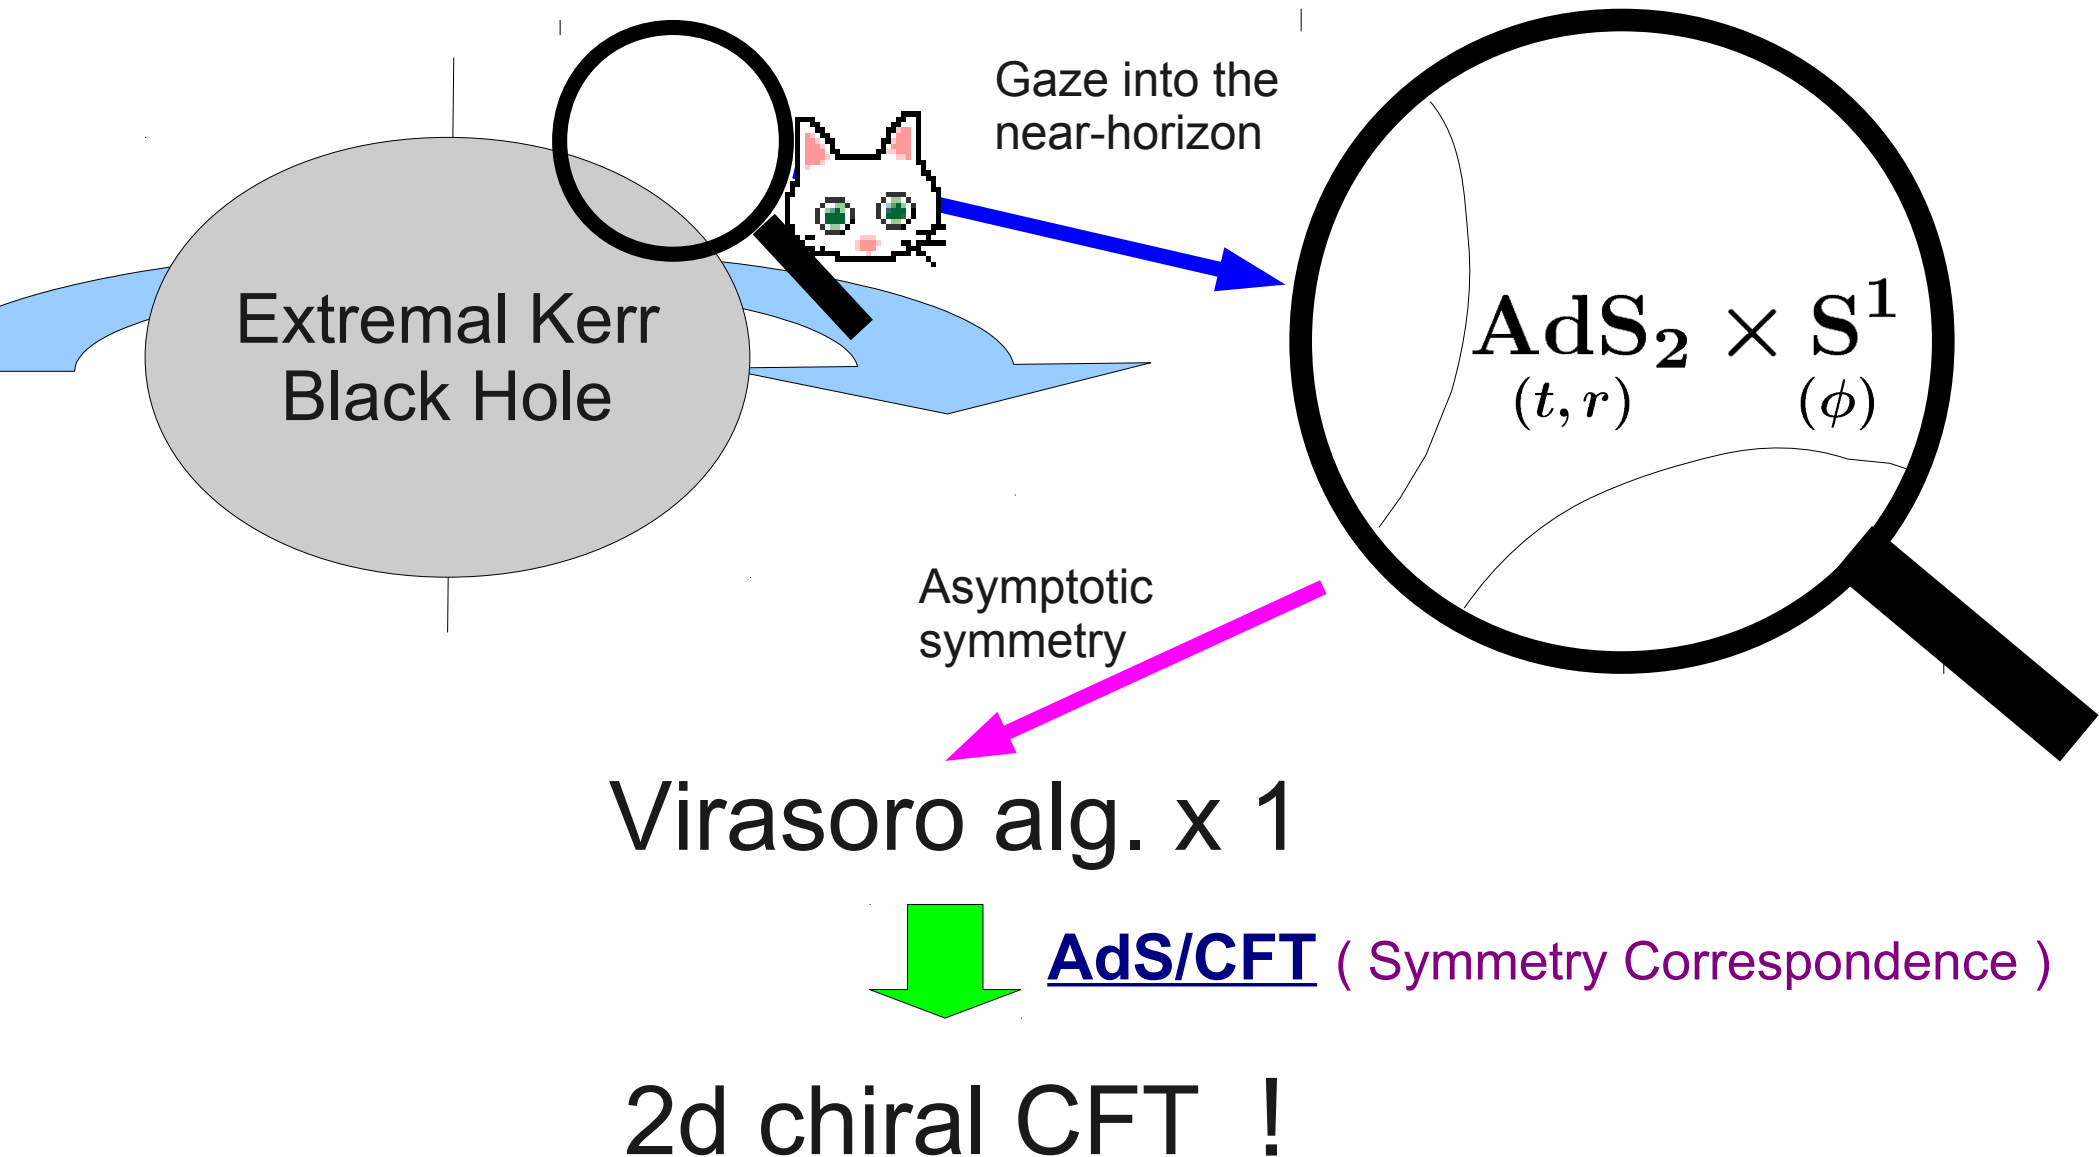 Gaze into the
near-horizon
Extremal Kerr
Black Hole
AdS₂ × S¹
(t, r) (ϕ)
Asymptotic
symmetry
Virasoro alg. x 1
AdS/CFT ( Symmetry Correspondence )
2d chiral CFT !